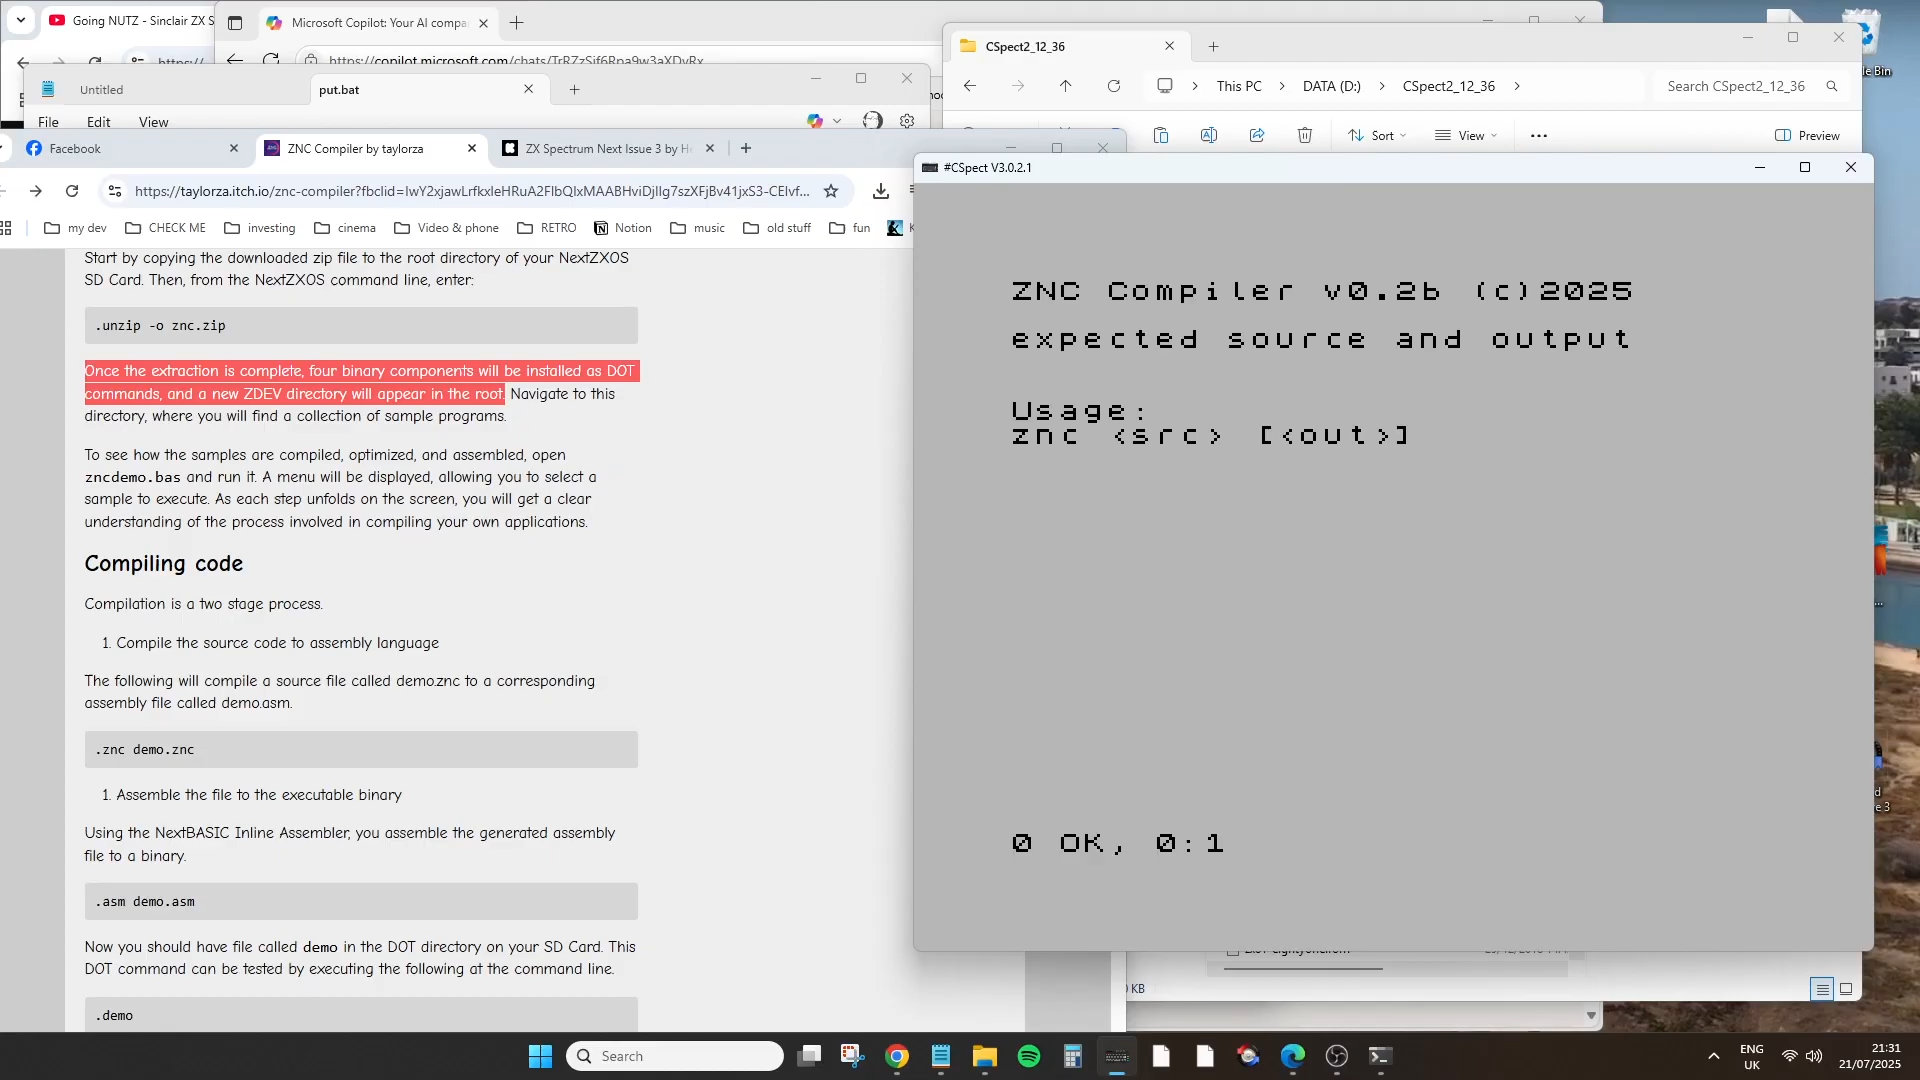 Going NUTZ - Sinclair ZX S
Microsoft Copilot: Your AI compa
https://
https://copilot.microsoft.com/chats/TrRZzSif6Rpa9w3aXDvRx
Untitled
put.bat
File Edit View
Facebook
ZNC Compiler by taylorza
ZX Spectrum Next Issue 3 by He
https://taylorza.itch.io/znc-compiler?fbclid=IwY2xjawLrfkxleHRuA2FlbQIxMAABHviDjIlg7szXFjBv41jxS3-CEIvf...
my dev CHECK ME investing cinema Video & phone RETRO Notion music old stuff fun K
Start by copying the downloaded zip file to the root directory of your NextZXOS
SD Card. Then, from the NextZXOS command line, enter:
.unzip -o znc.zip
Once the extraction is complete, four binary components will be installed as DOT
commands, and a new ZDEV directory will appear in the root. Navigate to this
directory, where you will find a collection of sample programs.
To see how the samples are compiled, optimized, and assembled, open
zncdemo.bas and run it. A menu will be displayed, allowing you to select a
sample to execute. As each step unfolds on the screen, you will get a clear
understanding of the process involved in compiling your own applications.
Compiling code
Compilation is a two stage process.
1. Compile the source code to assembly language
The following will compile a source file called demo.znc to a corresponding
assembly file called demo.asm.
.znc demo.znc
1. Assemble the file to the executable binary
Using the NextBASIC Inline Assembler, you assemble the generated assembly
file to a binary.
.asm demo.asm
Now you should have file called demo in the DOT directory on your SD Card. This
DOT command can be tested by executing the following at the command line.
.demo
CSpect2_12_36
This PC > DATA (D:) > CSpect2_12_36 >
Search CSpect2_12_36
Sort View ... Preview
#CSpect V3.0.2.1
ZNC Compiler v0.2b (c)2025
expected source and output
Usage:
znc <src> [<out>]
0 OK, 0:1
KB
le Bin
d
e 3
Search
ENG
UK
21:31
21/07/2025